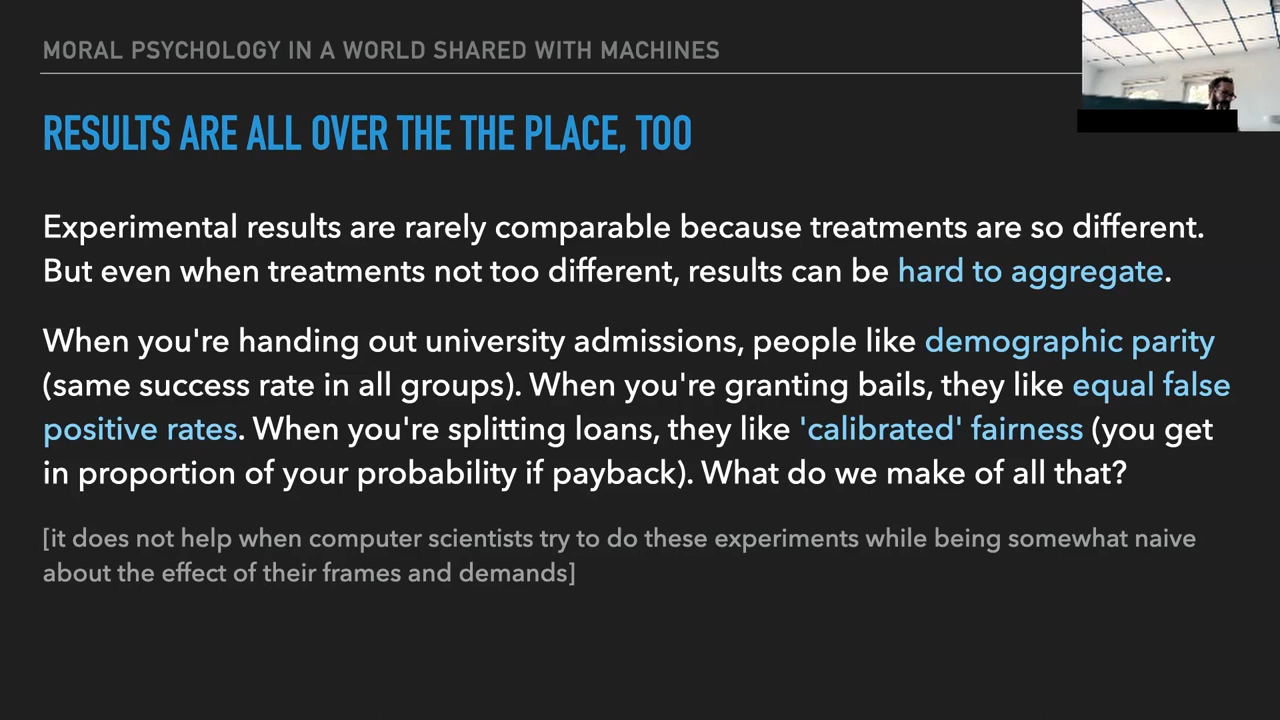 MORAL PSYCHOLOGY IN A WORLD SHARED WITH MACHINES
RESULTS ARE ALL OVER THE THE PLACE, TOO
Experimental results are rarely comparable because treatments are so different.
But even when treatments not too different, results can be hard to aggregate.
When you're handing out university admissions, people like demographic parity
(same success rate in all groups). When you're granting bails, they like equal false
positive rates. When you're splitting loans, they like 'calibrated' fairness (you get
in proportion of your probability if payback). What do we make of all that?
[it does not help when computer scientists try to do these experiments while being somewhat naive
about the effect of their frames and demands]